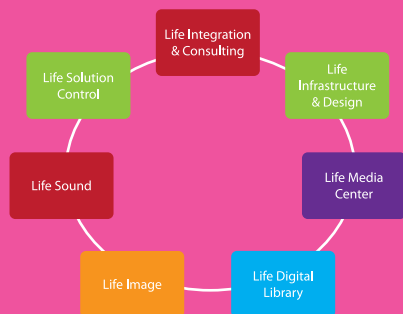 Life Integration
& Consulting
Life
Infrastructure
& Design
Life Media
Center
Life Digital
Library
Life Image
Life Sound
Life Solution
Control